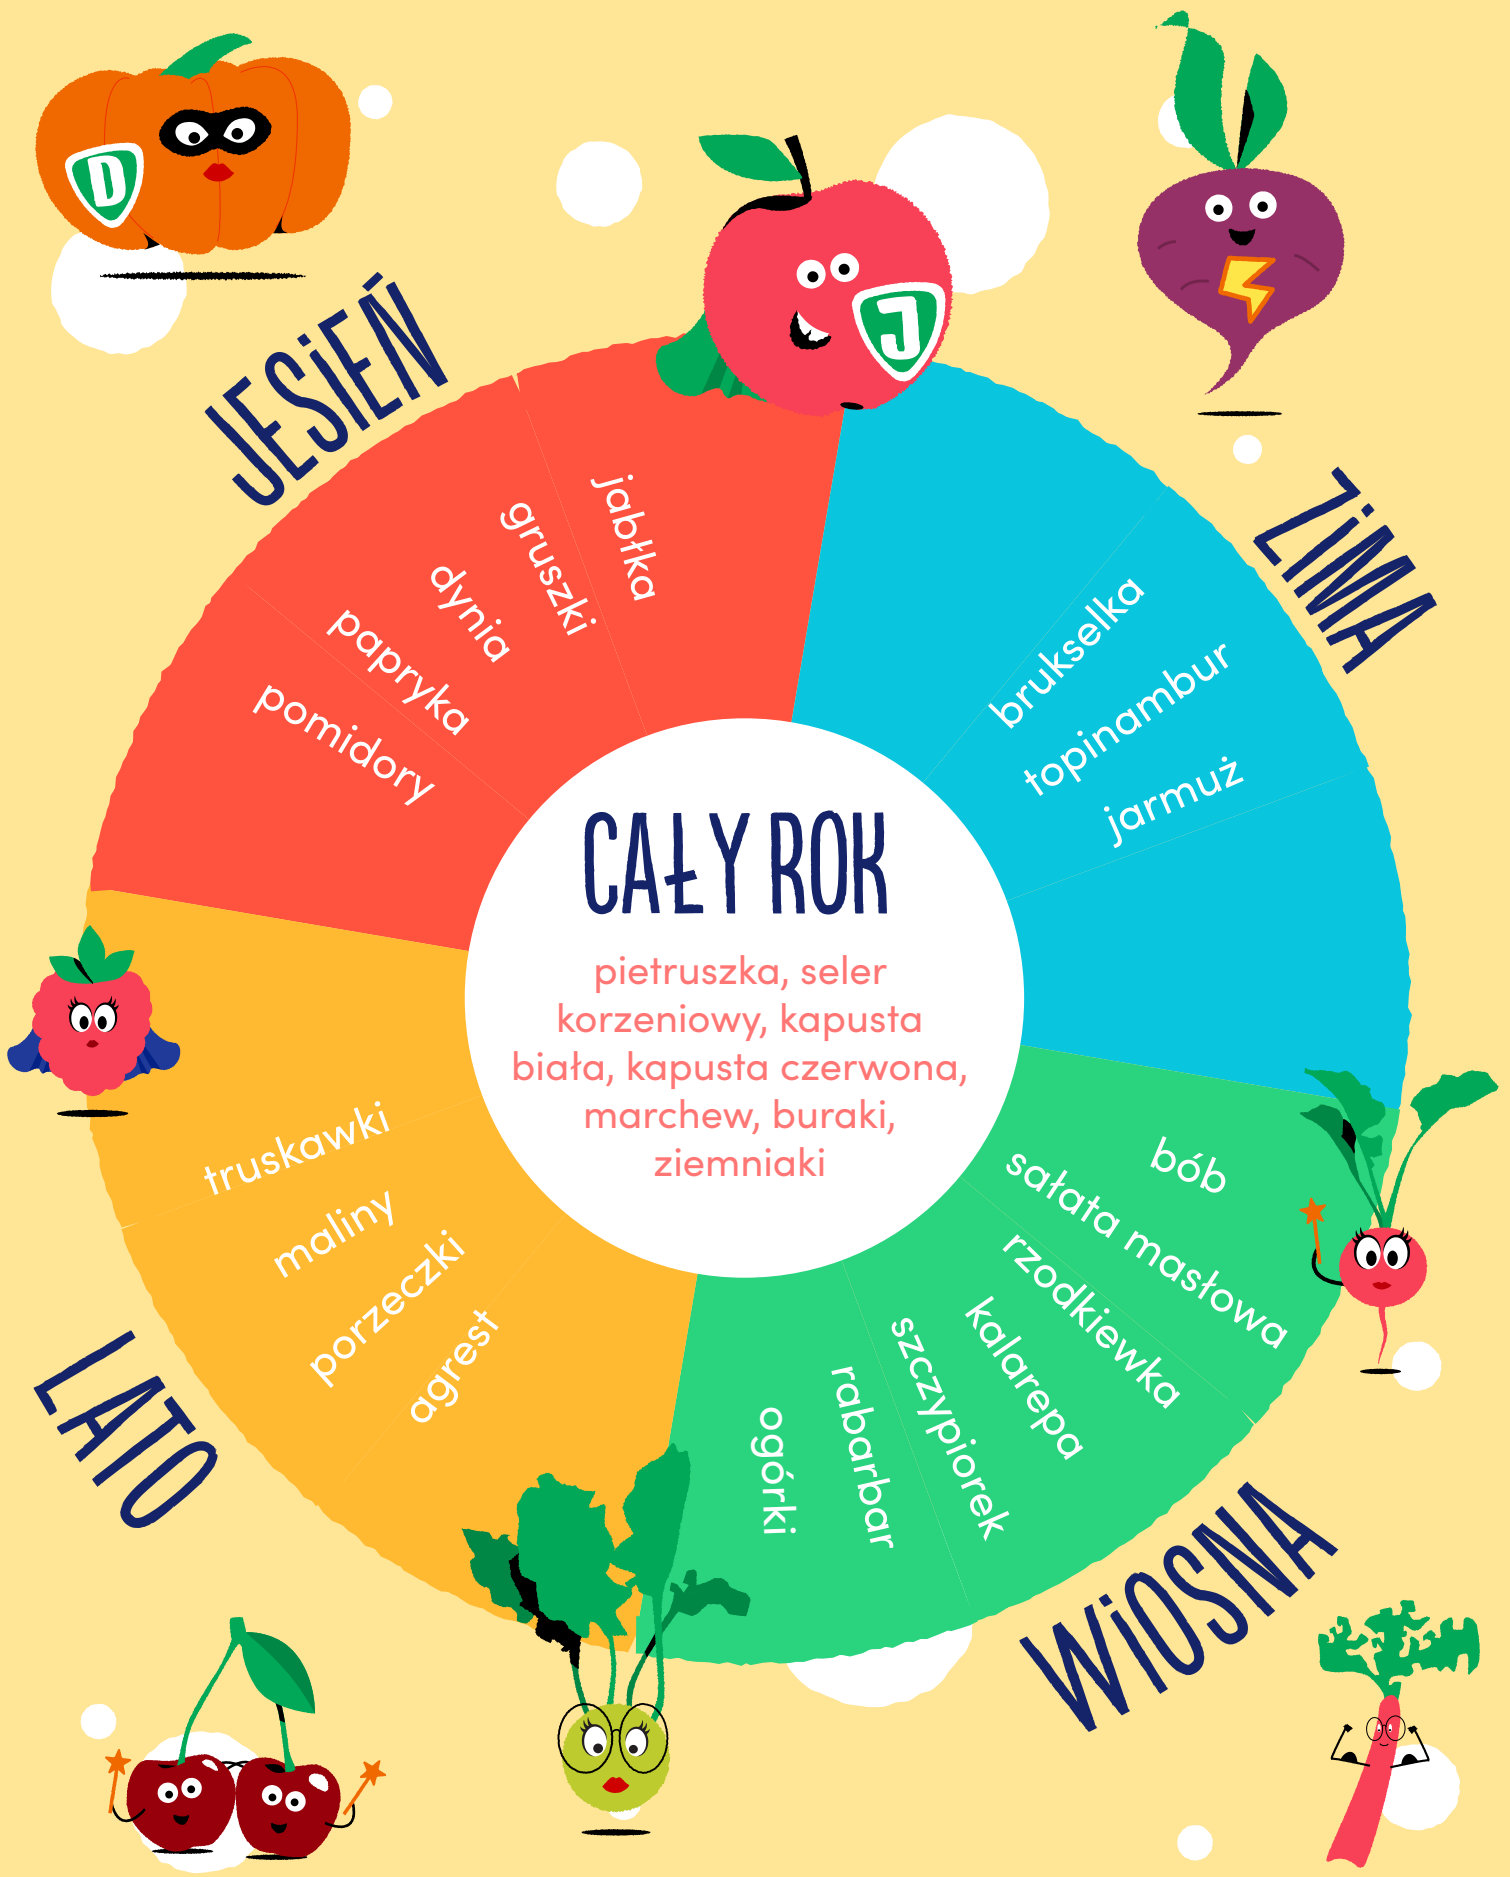 D
J
JESiEŃ
ZiMA
jabłka
gruszki
dynia
papryka
pomidory
brukselka
topinambur
jarmuż
CAŁY ROK
pietruszka, seler
korzeniowy, kapusta
biała, kapusta czerwona,
marchew, buraki,
ziemniaki
truskawki
maliny
porzeczki
agrest
bób
sałata masłowa
rzodkiewka
kalarepa
szczypiorek
rabarbar
ogórki
LATO
WiOSNA